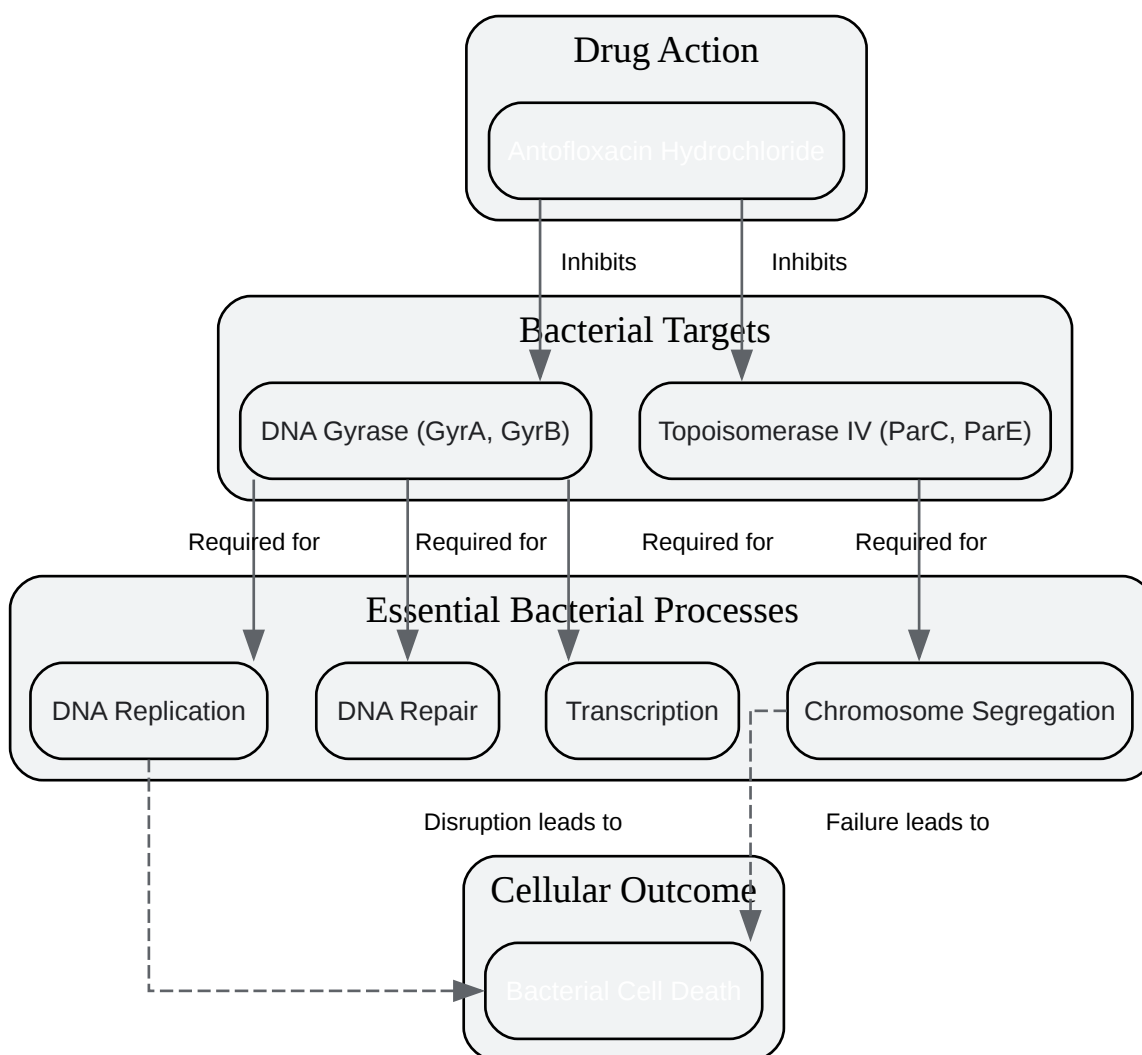 Drug Action
Antofloxacin Hydrochloride
Inhibits
Inhibits
Bacterial Targets
DNA Gyrase (GyrA, GyrB)
Topoisomerase IV (ParC, ParE)
Required for
Required for
Required for
Required for
Essential Bacterial Processes
DNA Replication
DNA Repair
Transcription
Chromosome Segregation
Disruption leads to
Failure leads to
Cellular Outcome
Bacterial Cell Death